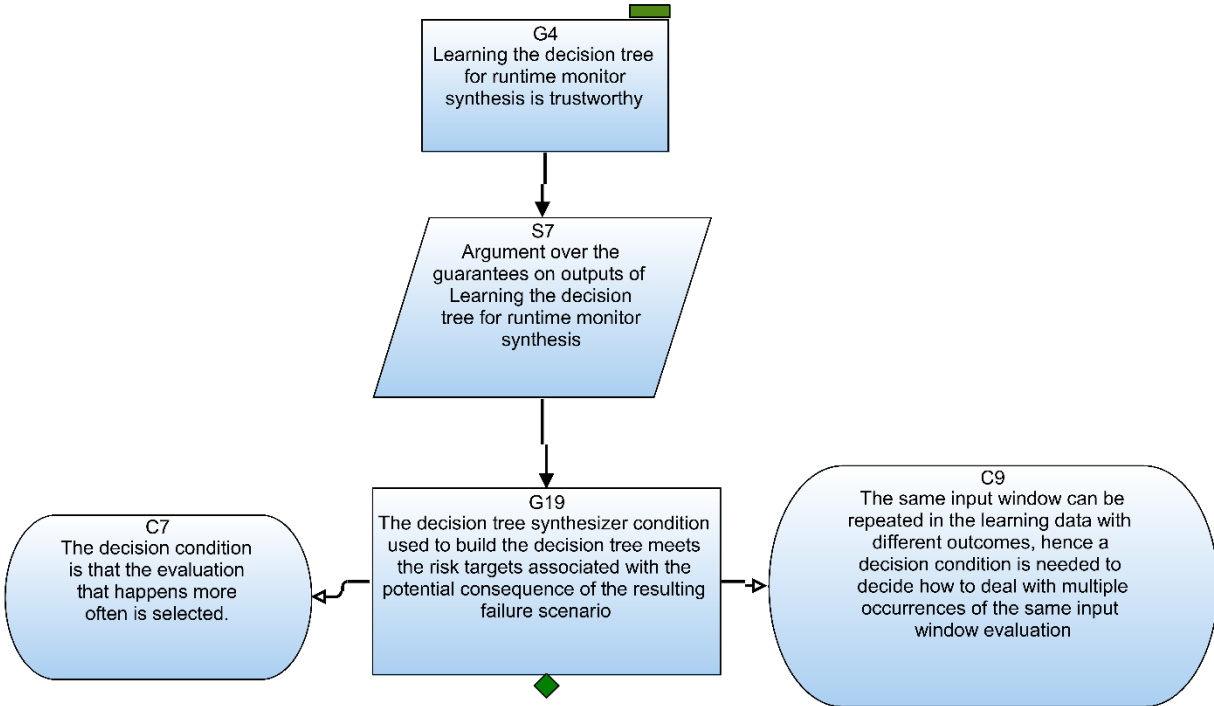 G4
Learning the decision tree
for runtime monitor
synthesis is trustworthy
S7
Argument over the
guarantees on outputs of
Learning the decision
tree for runtime monitor
synthesis
C7
The decision condition
is that the evaluation
that happens more
often is selected.
G19
The decision tree synthesizer condition
used to build the decision tree meets
the risk targets associated with the
potential consequence of the resulting
failure scenario
C9
The same input window can be
repeated in the learning data with
different outcomes, hence a
decision condition is needed to
decide how to deal with multiple
occurrences of the same input
window evaluation